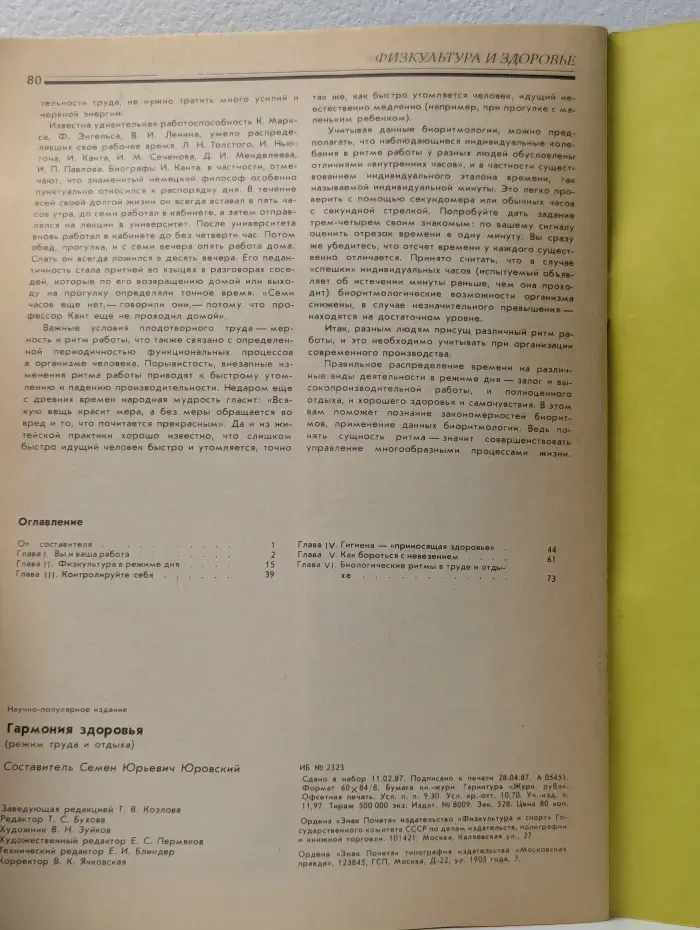 ФИЗКУЛЬТУРА И ЗДОРОВЬЕ
80
тельности труда, не нужно тратить много усилий и
нервной энергии.
Известна удивительная работоспособность К. Марк-
са, Ф. Энгельса, В. И. Ленина, умело распреде-
лявших свое рабочее время, Л. Н. Толстого, И. Нью-
тона, И. Канта, И. М. Сеченова, Д. И. Менделеева,
И. П. Павлова. Биографы И. Канта, в частности, отме-
чают, что знаменитый немецкий философ особенно
пунктуально относился к распорядку дня. В течение
всей своей долгой жизни он всегда вставал в пять ча-
сов утра, до семи работал в кабинете, а затем отправ-
лялся на лекции в университет. После университета
вновь работал в кабинете до без четверти час. Потом
обед, прогулка, и с семи вечера опять работа дома.
Спать он всегда ложился в десять вечера. Его педан-
тичность стала притчей во языцех в разговорах сосе-
дей, которые по его возвращению домой или выхо-
ду на прогулку определяли точное время. «Семи
часов еще нет,— говорили они,— потому что про-
фессор Кант ещё не проходил домой».
Важные условия плодотворного труда — мер-
ность и ритм работы, что также связано с определен-
ной периодичностью функциональных процессов
в организме человека. Порывистость, внезапные из-
менения ритма работы приводят к быстрому утом-
лению и падению производительности. Недаром еще
с древних времен народная мудрость гласит: «Вся-
кую вещь красит мера, а без меры обращается во
вред и то, что почитается прекрасным». Да и из жи-
тейской практики хорошо известно, что слишком
быстро идущий человек быстро и утомляется, точно
так же, как быстро утомляется человек, идущий не-
естественно медленно (например, при прогулке с ма-
леньким ребенком).
Учитывая данные биоритмологии, можно пред-
полагать, что наблюдающиеся индивидуальные коле-
бания в ритме работы у разных людей обусловлены
отличиями «внутренних часов», и в частности сущест-
вованием индивидуального эталона времени, так
называемой индивидуальной минуты. Это легко про-
верить с помощью секундомера или обычных часов
с секундной стрелкой. Попробуйте дать задание
трем-четырем своим знакомым: по вашему сигналу
оценить отрезок времени в одну минуту. Вы сразу
же убедитесь, что отсчет времени у каждого сущест-
венно отличается. Принято считать, что в случае
«спешки» индивидуальных часов (испытуемый объяв-
ляет об истечении минуты раньше, чем она прохо-
дит) биоритмологические возможности организма
снижены, в случае незначительного превышения —
находятся на достаточном уровне.
Итак, разным людям присущ различный ритм ра-
боты, и это необходимо учитывать при организации
современного производства.
Правильное распределение времени на различ-
ные виды деятельности в режиме дня — залог и вы-
сокопроизводительной работы, и полноценного
отдыха, и хорошего здоровья и самочувствия. В этом
вам поможет познание закономерностей биорит-
мов, применение данных биоритмологии. Ведь по-
нять сущность ритма — значит совершенствовать
управление многообразными процессами жизни.
Оглавление
От составителя . . . . . . . . . . 1
Глава I. Вы и ваша работа . . . . . . . 2
Глава II. Физкультура в режиме дня . . . . 15
Глава III. Контролируйте себя . . . . . . 39
Глава IV. Гигиена — «приносящая здоровье» . 44
Глава V. Как бороться с невезением . . . . 61
Глава VI. Биологические ритмы в труде и отды-
хе . . . . . . . . . . . 73
Научно-популярное издание
Гармония здоровья
(режим труда и отдыха)
Составитель Семен Юрьевич Юровский
Заведующая редакцией Т. В. Козлова
Редактор Т. С. Бухова
Художник В. Н. Зуйков
Художественный редактор Е. С. Пермяков
Технический редактор Е. И. Блиндер
Корректор В. К. Ячковская
ИБ № 2323
Сдано в набор 11.02.87. Подписано к печати 28.04.87. А 05451.
Формат 60×84/8. Бумага кн.-журн. Гарнитура «Журн. рубл».
Офсетная печать. Усл. п. л. 9,30. Усл. кр.-отт. 10,70. Уч.-изд. л.
11,97. Тираж 500 000 экз. Издат. № 8009. Зак. 528. Цена 80 коп.
Ордена «Знак Почета» издательство «Физкультура и спорт» Го-
сударственного комитета СССР по делам издательств, полиграфии
и книжной торговли. 101421, Москва, Каляевская ул., 27
Ордена «Знак Почета» типография издательства «Московская
правда», 123845, ГСП, Москва, Д-22, ул. 1905 года, 7.